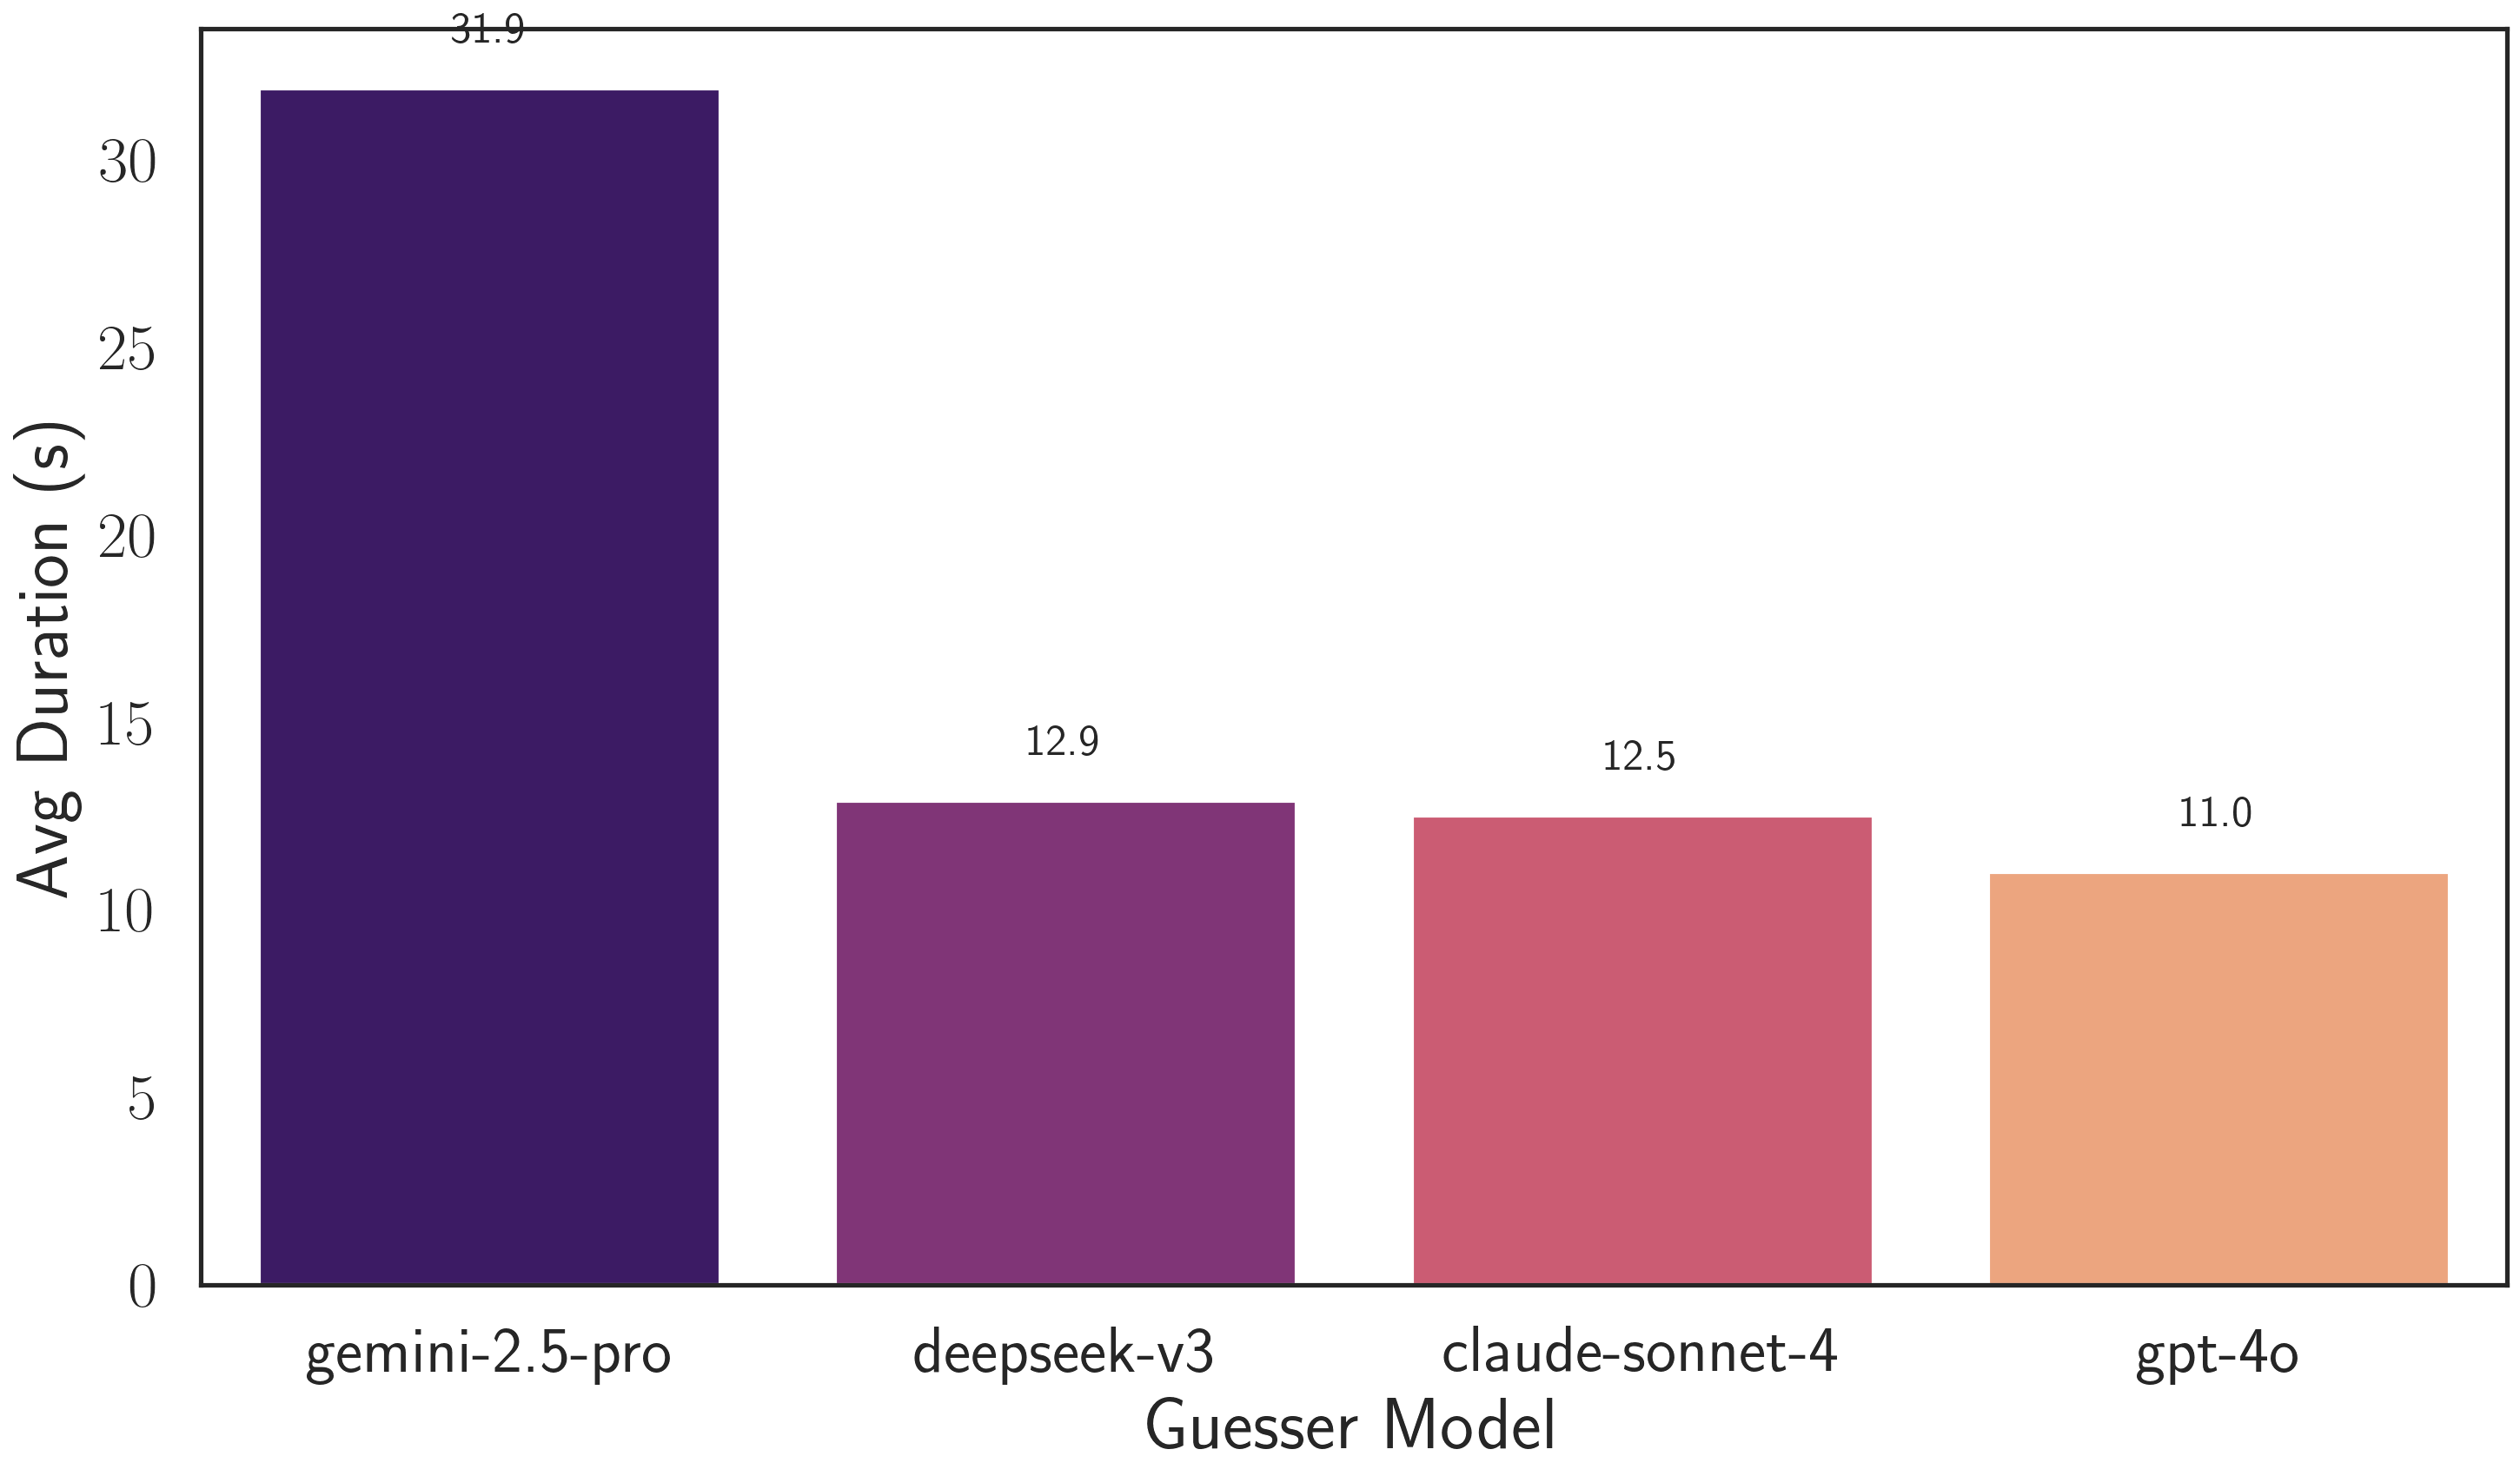 31.9
30
25
20
15
10
5
0
Avg Duration (s)
12.9
12.5
11.0
gemini-2.5-pro
deepseek-v3
claude-sonnet-4
gpt-4o
Guesser Model